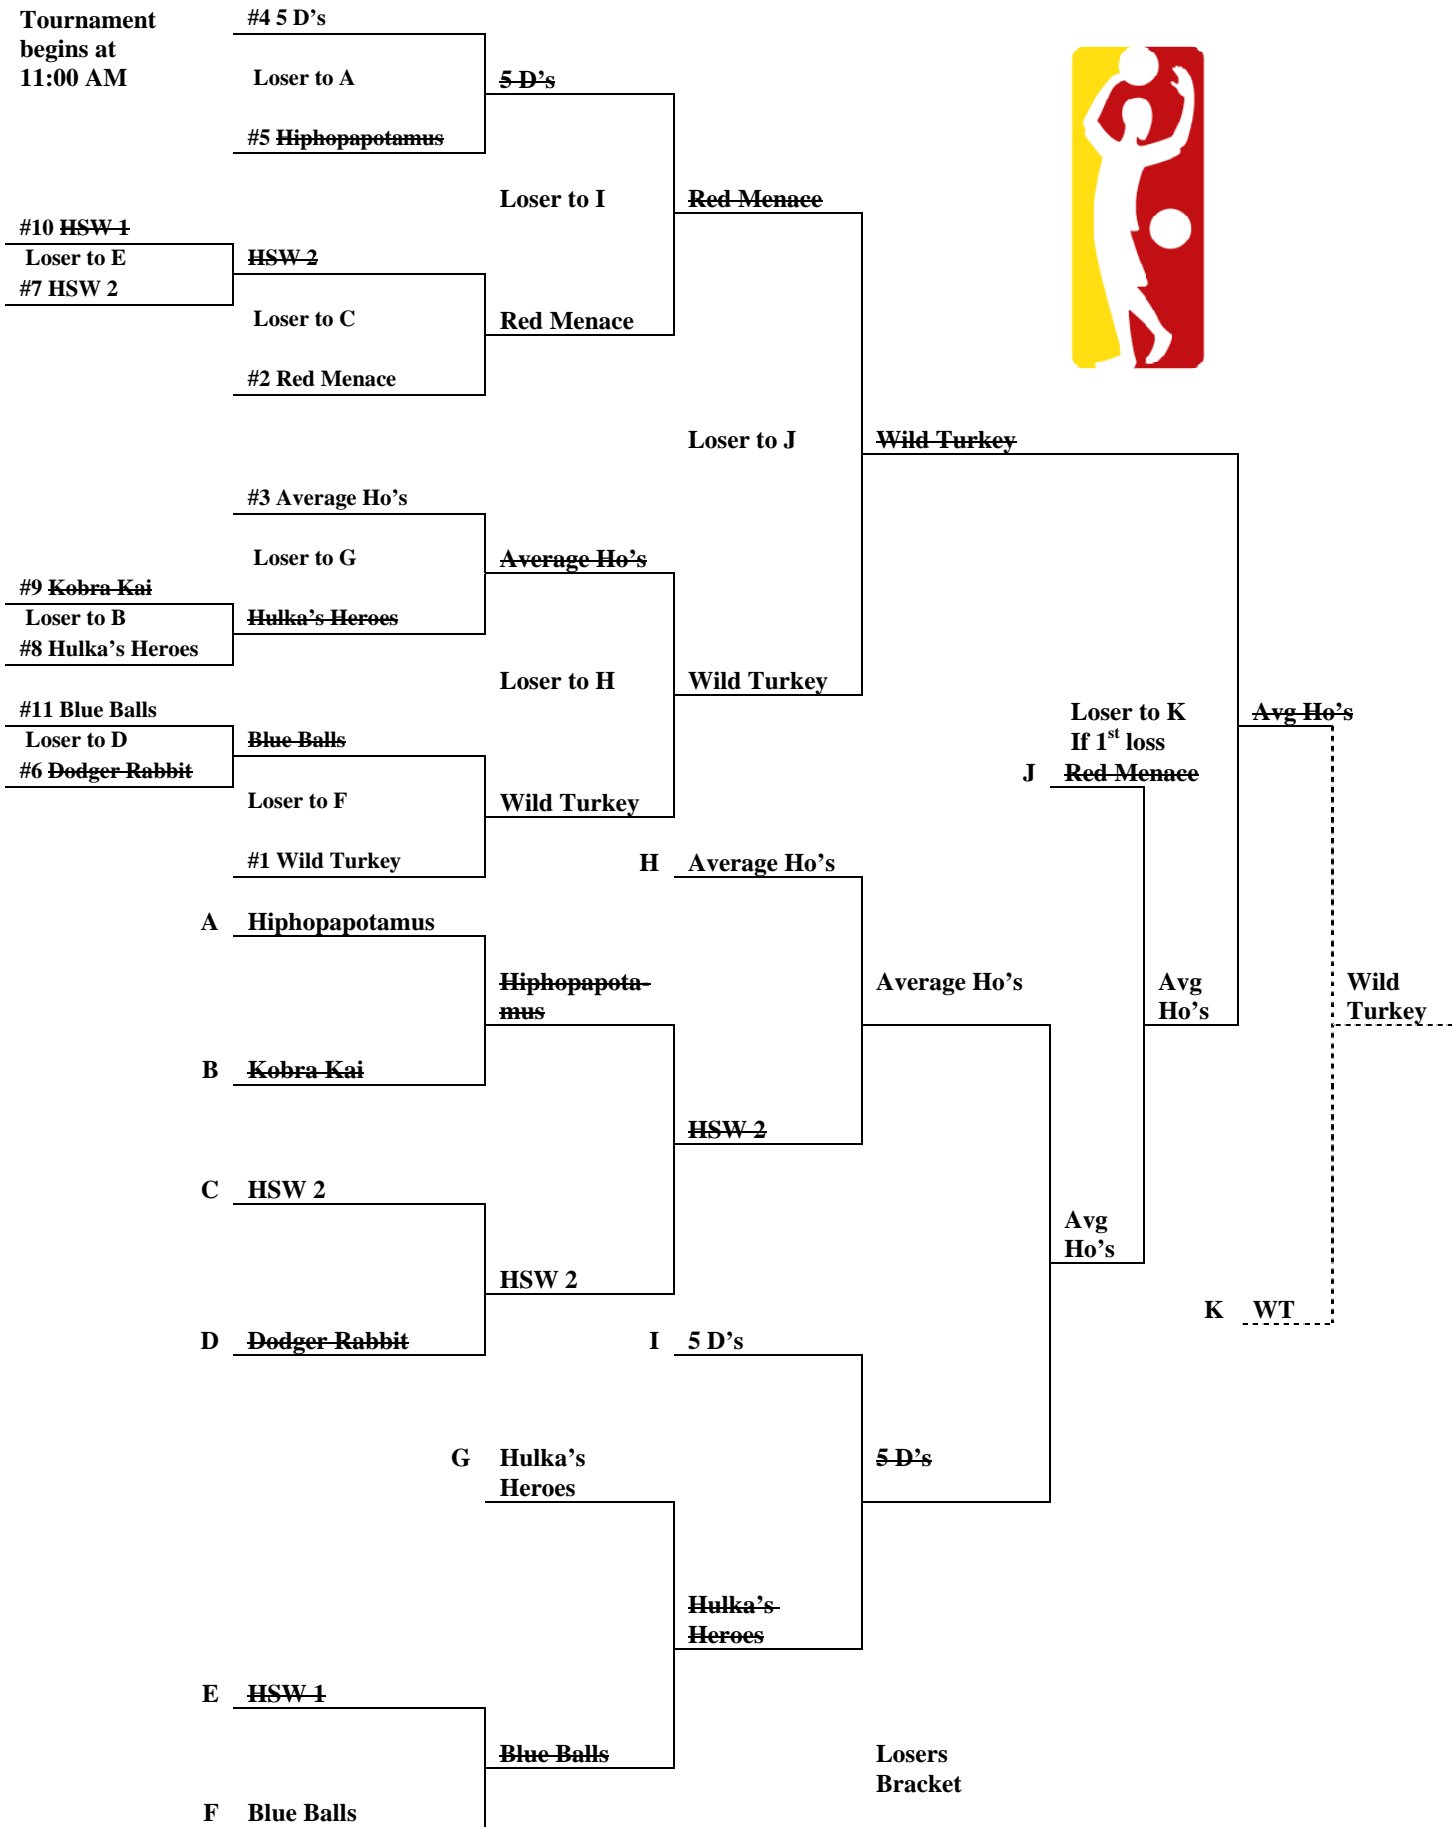 Tournament
begins at
11:00 AM
#4 5 D's
Loser to A
5 D's
#5 Hiphopapotamus
Loser to I
Red Menace
#10 HSW 1
Loser to E
HSW 2
#7 HSW 2
Loser to C
Red Menace
#2 Red Menace
Loser to J
Wild Turkey
#3 Average Ho's
Loser to G
Average Ho's
#9 Kobra Kai
Loser to B
Hulka's Heroes
#8 Hulka's Heroes
Loser to H
Wild Turkey
#11 Blue Balls
Loser to D
Blue Balls
#6 Dodger Rabbit
Loser to F
Wild Turkey
#1 Wild Turkey
Loser to K
If 1st loss
Avg Ho's
J Red Menace
H Average Ho's
A Hiphopapotamus
Hiphopapota-
mus
Average Ho's
Avg
Ho's
Wild
Turkey
B Kobra Kai
HSW 2
C HSW 2
Avg
Ho's
HSW 2
K WT
D Dodger Rabbit
I 5 D's
G Hulka's
Heroes
5 D's
Hulka's
Heroes
E HSW 1
Blue Balls
Losers
Bracket
F Blue Balls